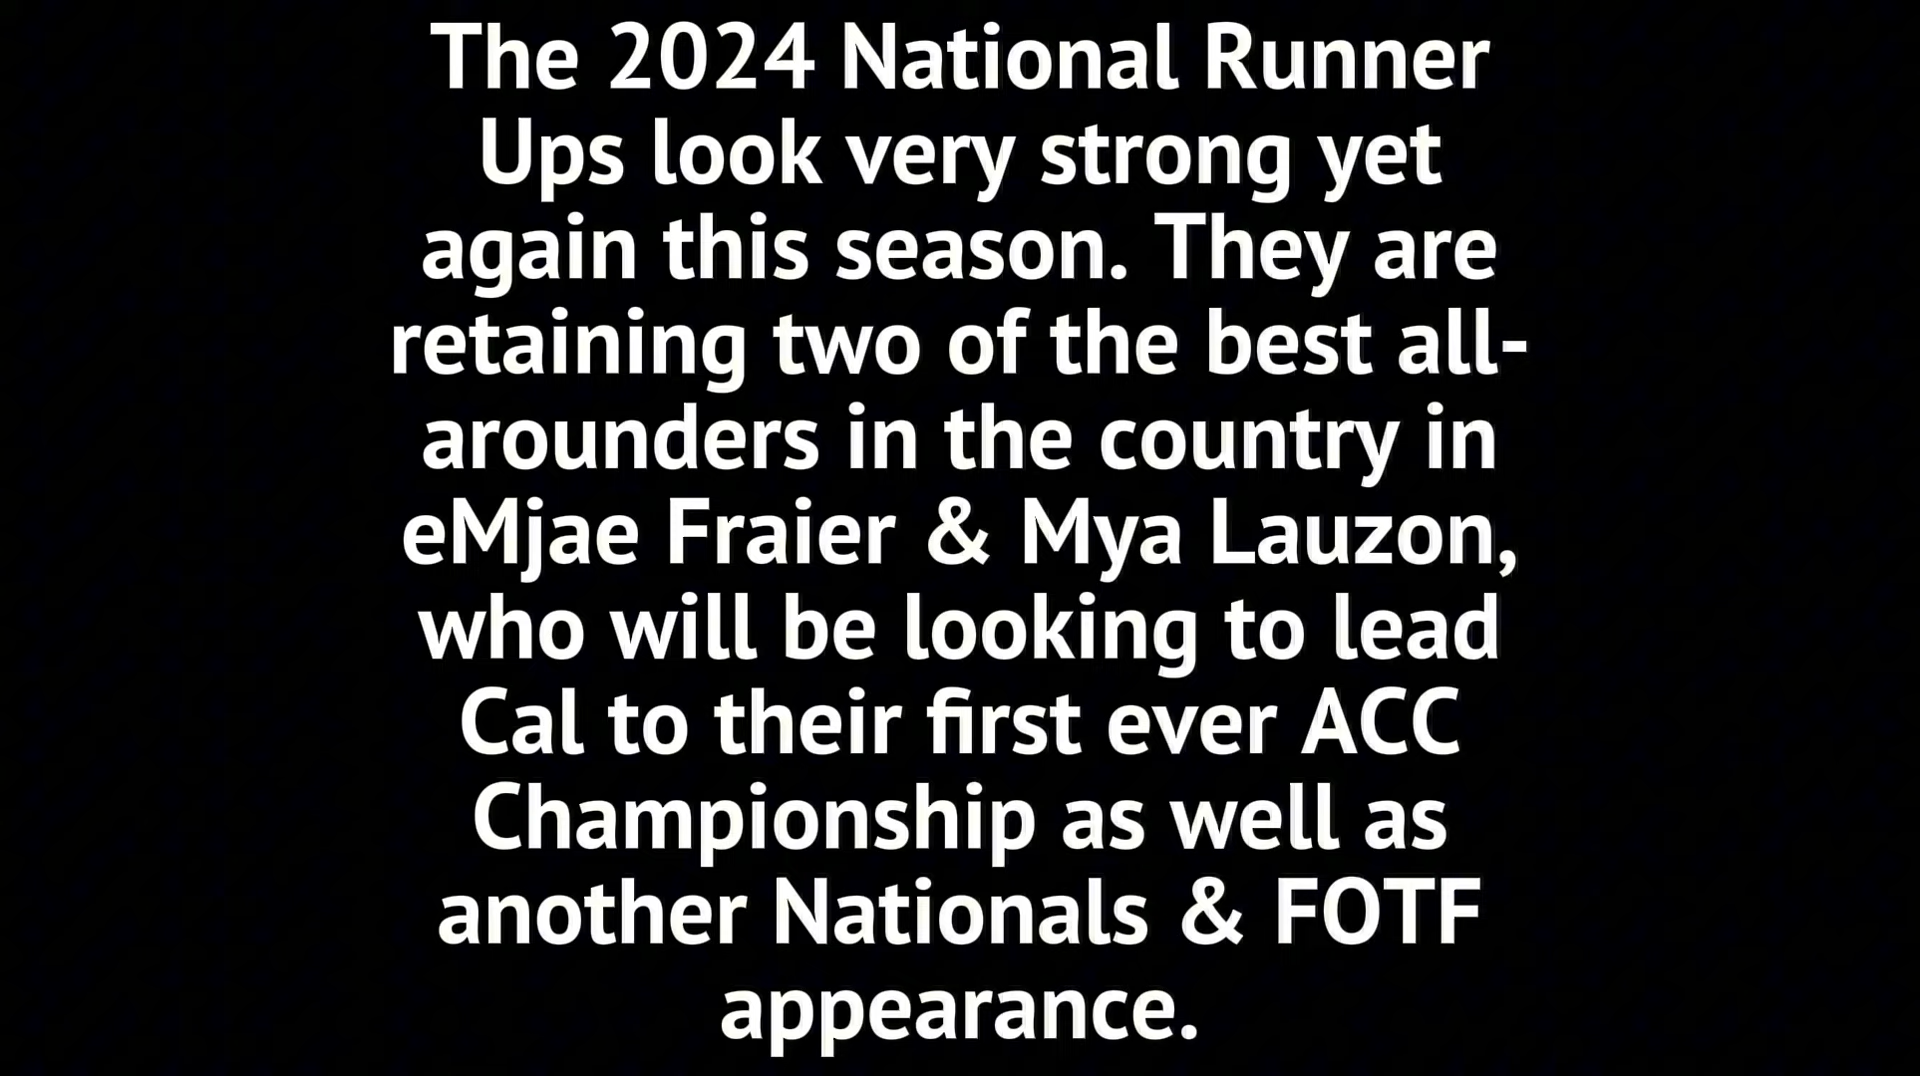 The 2024 National Runner
Ups look very strong yet
again this season. They are
retaining two of the best all-
arounders in the country in
eMjae Fraier & Mya Lauzon,
who will be looking to lead
Cal to their first ever ACC
Championship as well as
another Nationals & FOTF
appearance.